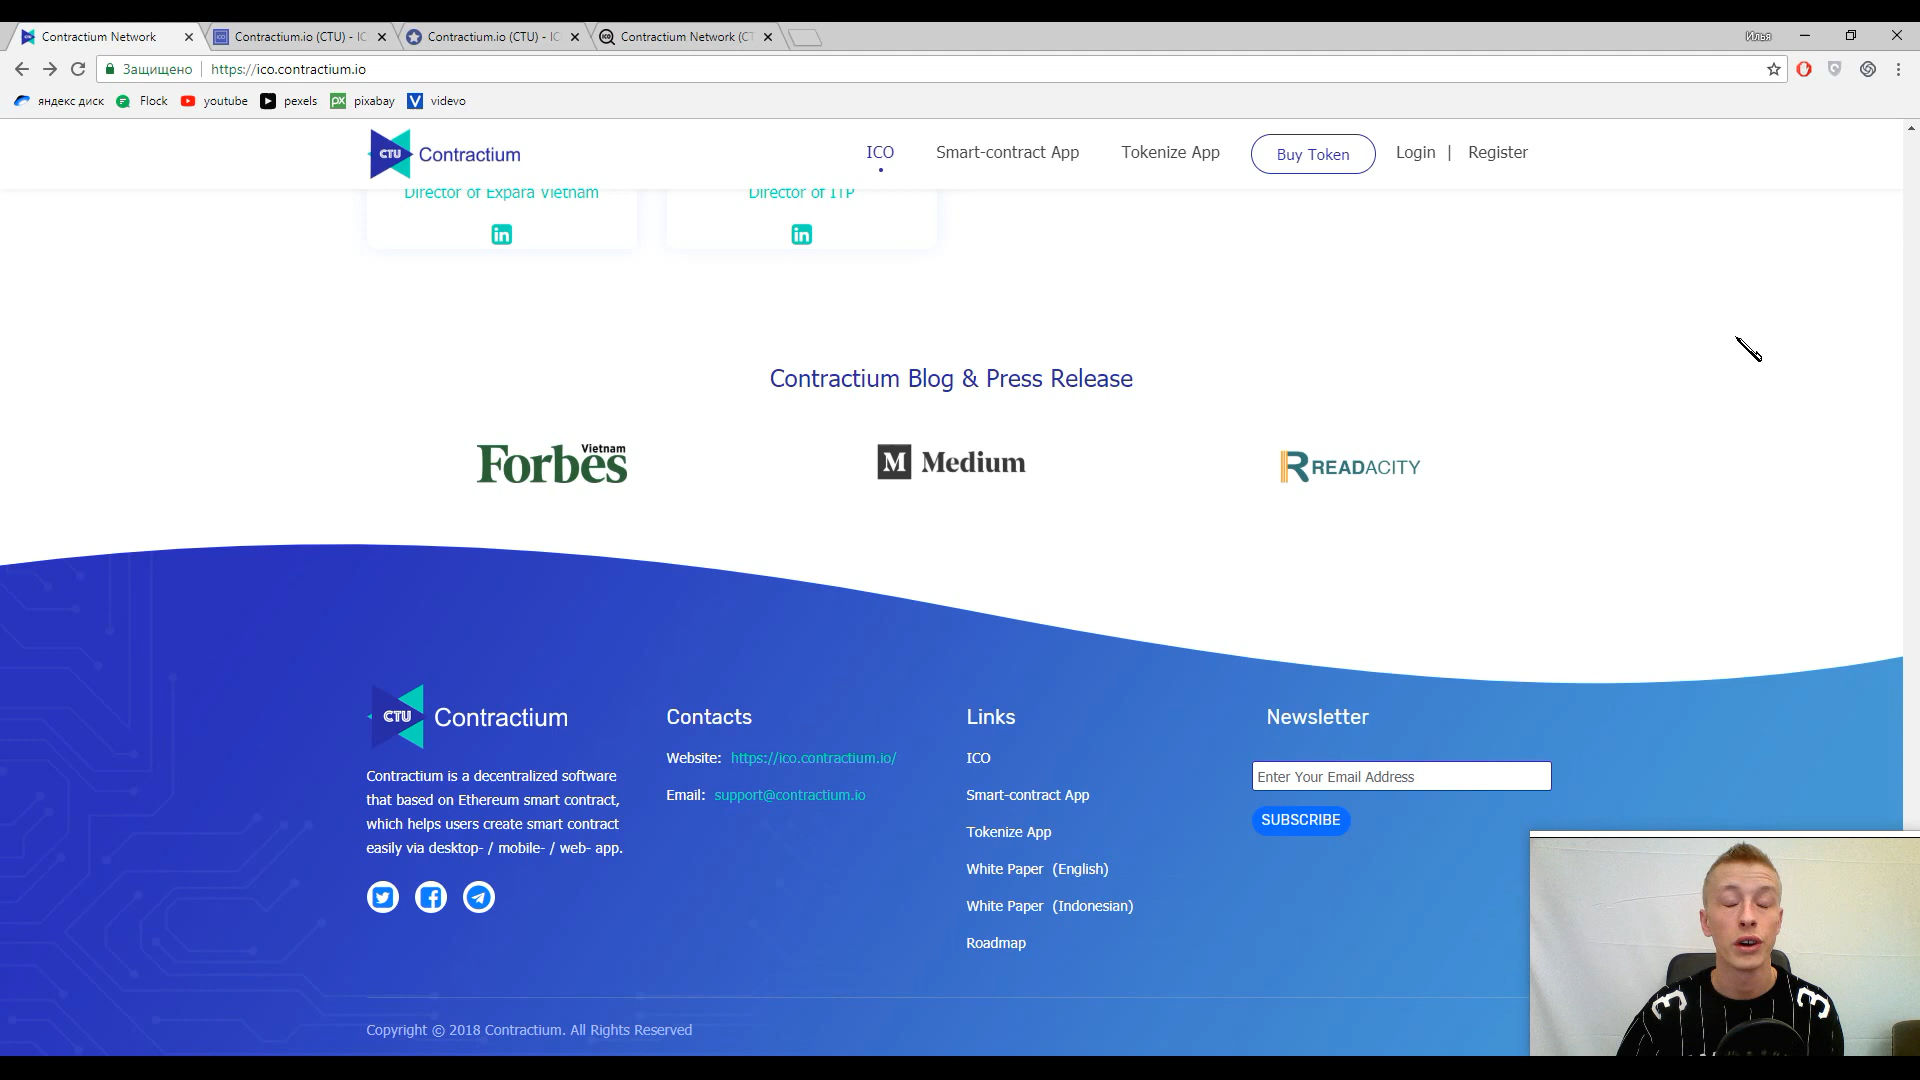 Contractium Network
Contractium.io (CTU) - IC
Contractium.io (CTU) - IC
Contractium Network (CT
Илья
Защищено
https://ico.contractium.io
яндекс диск
Flock
youtube
pexels
pixabay
videvo
CTU
Contractium
ICO
Smart-contract App
Tokenize App
Buy Token
Login | Register
Director of Expara Vietnam
Director of ITP
in
in
Contractium Blog & Press Release
Forbes Vietnam
M Medium
READACITY
CTU
Contractium
Contractium is a decentralized software
that based on Ethereum smart contract,
which helps users create smart contract
easily via desktop- / mobile- / web- app.
Contacts
Website: https://ico.contractium.io/
Email: support@contractium.io
Links
ICO
Smart-contract App
Tokenize App
White Paper (English)
White Paper (Indonesian)
Roadmap
Newsletter
Enter Your Email Address
SUBSCRIBE
Copyright © 2018 Contractium. All Rights Reserved